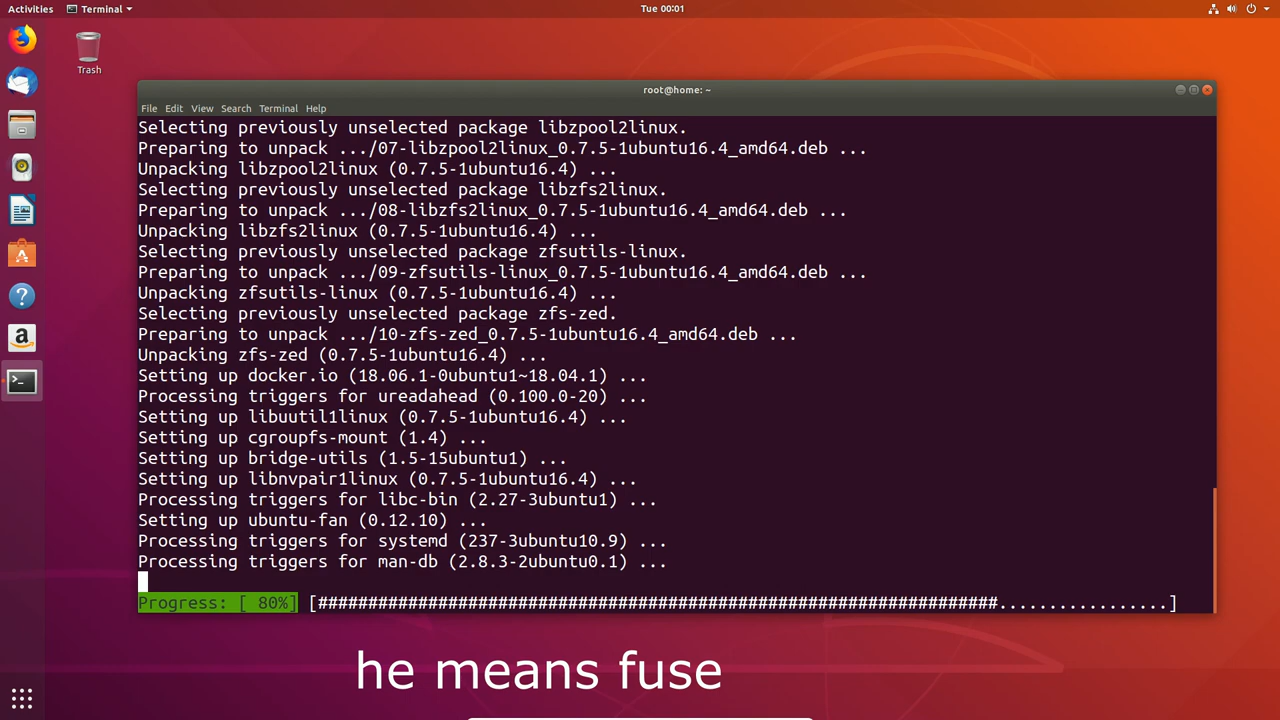 Activities
Terminal
Tue 00:01
Trash
root@home: ~
File Edit View Search Terminal Help
Selecting previously unselected package libzpool2linux.
Preparing to unpack .../07-libzpool2linux_0.7.5-1ubuntu16.4_amd64.deb ...
Unpacking libzpool2linux (0.7.5-1ubuntu16.4) ...
Selecting previously unselected package libzfs2linux.
Preparing to unpack .../08-libzfs2linux_0.7.5-1ubuntu16.4_amd64.deb ...
Unpacking libzfs2linux (0.7.5-1ubuntu16.4) ...
Selecting previously unselected package zfsutils-linux.
Preparing to unpack .../09-zfsutils-linux_0.7.5-1ubuntu16.4_amd64.deb ...
Unpacking zfsutils-linux (0.7.5-1ubuntu16.4) ...
Selecting previously unselected package zfs-zed.
Preparing to unpack .../10-zfs-zed_0.7.5-1ubuntu16.4_amd64.deb ...
Unpacking zfs-zed (0.7.5-1ubuntu16.4) ...
Setting up docker.io (18.06.1-0ubuntu1~18.04.1) ...
Processing triggers for ureadahead (0.100.0-20) ...
Setting up libuutil1linux (0.7.5-1ubuntu16.4) ...
Setting up cgroupfs-mount (1.4) ...
Setting up bridge-utils (1.5-15ubuntu1) ...
Setting up libnvpair1linux (0.7.5-1ubuntu16.4) ...
Processing triggers for libc-bin (2.27-3ubuntu1) ...
Setting up ubuntu-fan (0.12.10) ...
Processing triggers for systemd (237-3ubuntu10.9) ...
Processing triggers for man-db (2.8.3-2ubuntu0.1) ...
Progress: [ 80%] [####################################################################.................]
he means fuse